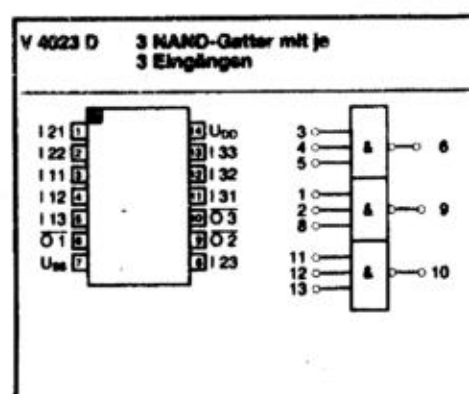 V 4023 D 3 NAND-Gatter mit je
3 Eingängen
I 21 1 14 U_DD
I 22 2 13 I 33
I 11 3 12 I 32
I 12 4 11 I 31
I 13 5 10 O̅ 3̅
O̅ 1̅ 6 9 O̅ 2̅
U_SS 7 8 I 23
3
4 & 6
5
1
2 & 9
8
11
12 & 10
13